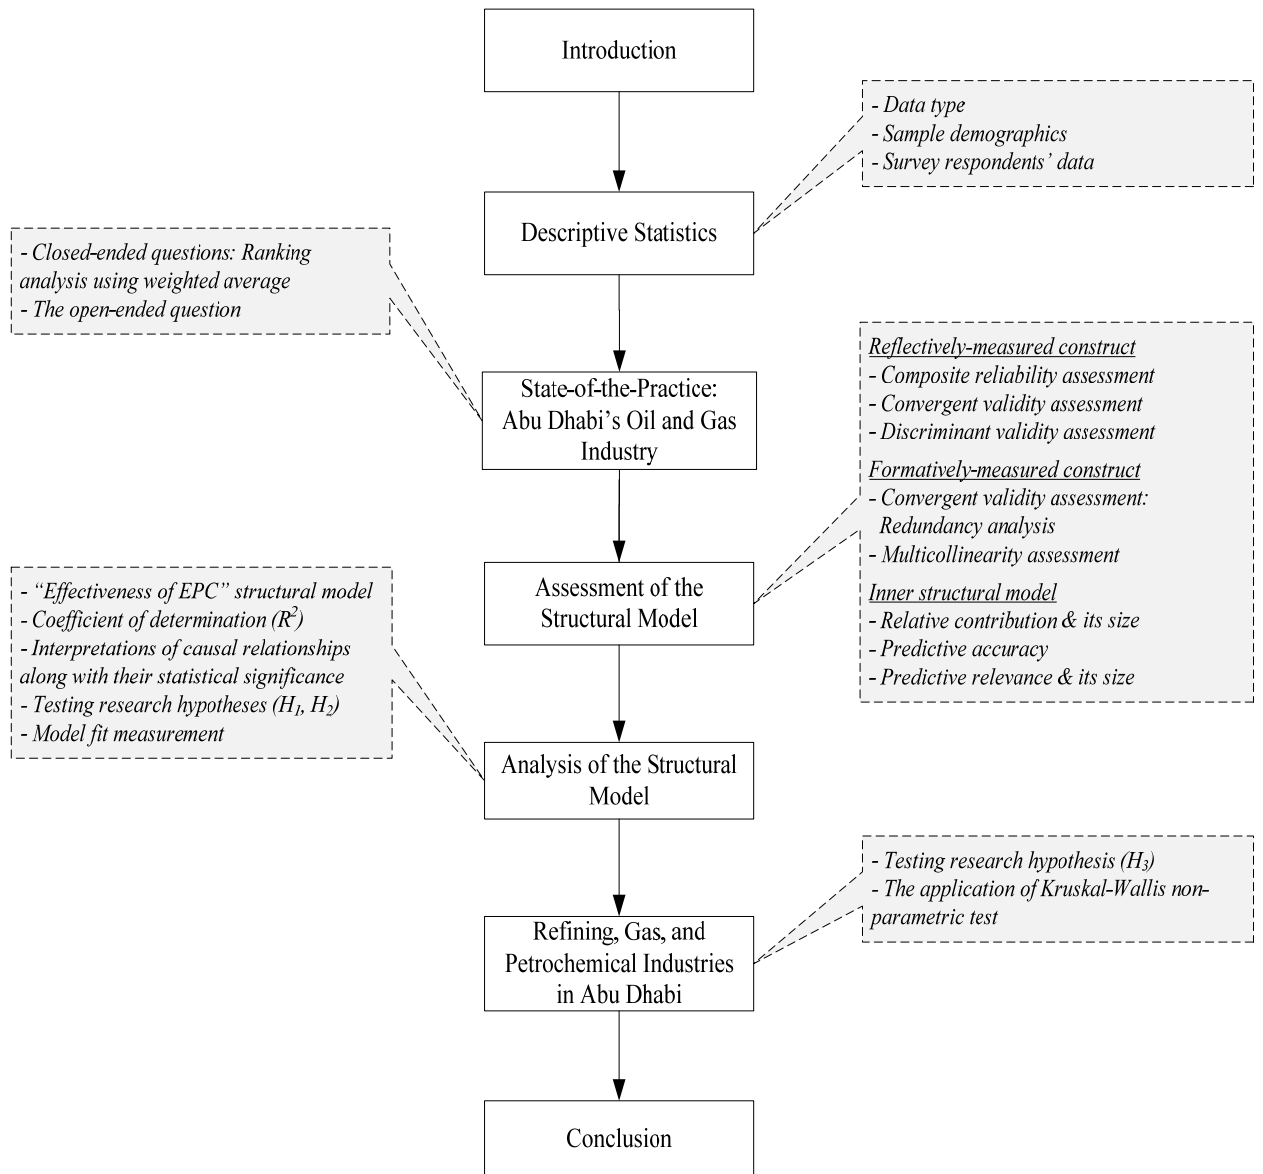 Introduction
- Data type
- Sample demographics
- Survey respondents’ data
Descriptive Statistics
- Closed-ended questions: Ranking
analysis using weighted average
- The open-ended question
State-of-the-Practice:
Abu Dhabi’s Oil and Gas
Industry
Reflectively-measured construct
- Composite reliability assessment
- Convergent validity assessment
- Discriminant validity assessment
Formatively-measured construct
- Convergent validity assessment:
Redundancy analysis
- Multicollinearity assessment
Inner structural model
- Relative contribution & its size
- Predictive accuracy
- Predictive relevance & its size
Assessment of the
Structural Model
- “Effectiveness of EPC” structural model
- Coefficient of determination (R²)
- Interpretations of causal relationships
along with their statistical significance
- Testing research hypotheses (H₁, H₂)
- Model fit measurement
Analysis of the Structural
Model
- Testing research hypothesis (H₃)
- The application of Kruskal-Wallis non-
parametric test
Refining, Gas, and
Petrochemical Industries
in Abu Dhabi
Conclusion